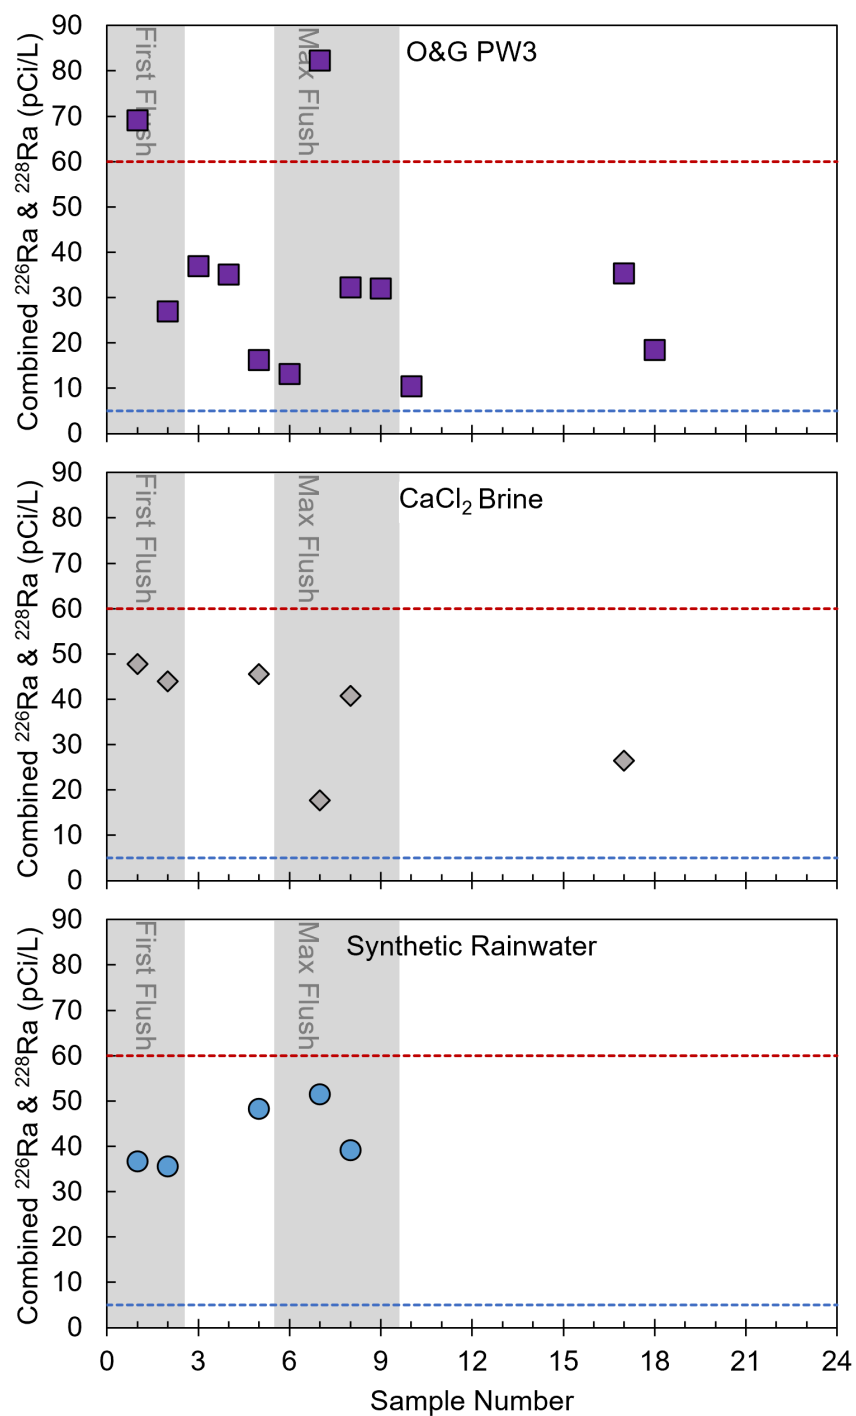 O&G PW3
First Flush
Max Flush
Combined ²²⁶Ra & ²²⁸Ra (pCi/L)
90
80
70
60
50
40
30
20
10
0
CaCl₂ Brine
First Flush
Max Flush
Combined ²²⁶Ra & ²²⁸Ra (pCi/L)
90
80
70
60
50
40
30
20
10
0
Synthetic Rainwater
First Flush
Max Flush
Combined ²²⁶Ra & ²²⁸Ra (pCi/L)
90
80
70
60
50
40
30
20
10
0
0 3 6 9 12 15 18 21 24
Sample Number